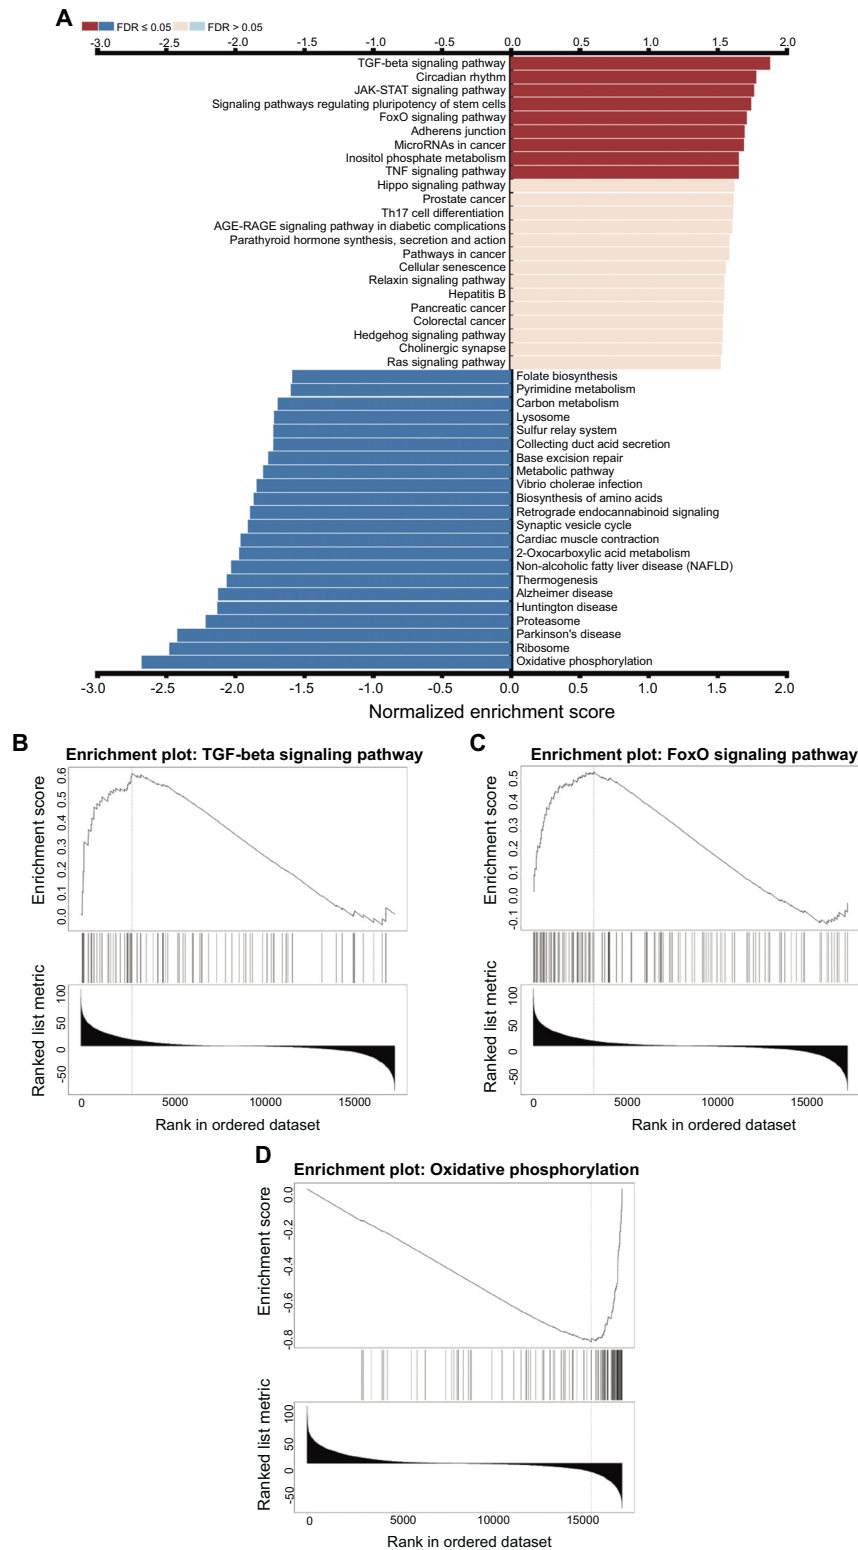 A
FDR ≤ 0.05 FDR > 0.05
-3.0 -2.5 -2.0 -1.5 -1.0 -0.5 0.0 0.5 1.0 1.5 2.0
TGF-beta signaling pathway
Circadian rhythm
JAK-STAT signaling pathway
Signaling pathways regulating pluripotency of stem cells
FoxO signaling pathway
Adherens junction
MicroRNAs in cancer
Inositol phosphate metabolism
TNF signaling pathway
Hippo signaling pathway
Prostate cancer
Th17 cell differentiation
AGE-RAGE signaling pathway in diabetic complications
Parathyroid hormone synthesis, secretion and action
Pathways in cancer
Cellular senescence
Relaxin signaling pathway
Hepatitis B
Pancreatic cancer
Colorectal cancer
Hedgehog signaling pathway
Cholinergic synapse
Ras signaling pathway
Folate biosynthesis
Pyrimidine metabolism
Carbon metabolism
Lysosome
Sulfur relay system
Collecting duct acid secretion
Base excision repair
Metabolic pathway
Vibrio cholerae infection
Biosynthesis of amino acids
Retrograde endocannabinoid signaling
Synaptic vesicle cycle
Cardiac muscle contraction
2-Oxocarboxylic acid metabolism
Non-alcoholic fatty liver disease (NAFLD)
Thermogenesis
Alzheimer disease
Huntington disease
Proteasome
Parkinson's disease
Ribosome
Oxidative phosphorylation
-3.0 -2.5 -2.0 -1.5 -1.0 -0.5 0.0 0.5 1.0 1.5 2.0
Normalized enrichment score
B
Enrichment plot: TGF-beta signaling pathway
Enrichment score
0.6
0.5
0.4
0.3
0.2
0.1
0.0
Ranked list metric
100
50
0
-50
0 5000 10000 15000
Rank in ordered dataset
C
Enrichment plot: FoxO signaling pathway
Enrichment score
0.5
0.4
0.3
0.2
0.1
0.0
-0.1
Ranked list metric
100
50
0
-50
0 5000 10000 15000
Rank in ordered dataset
D
Enrichment plot: Oxidative phosphorylation
Enrichment score
0.0
-0.2
-0.4
-0.6
-0.8
Ranked list metric
100
50
0
-50
0 5000 10000 15000
Rank in ordered dataset